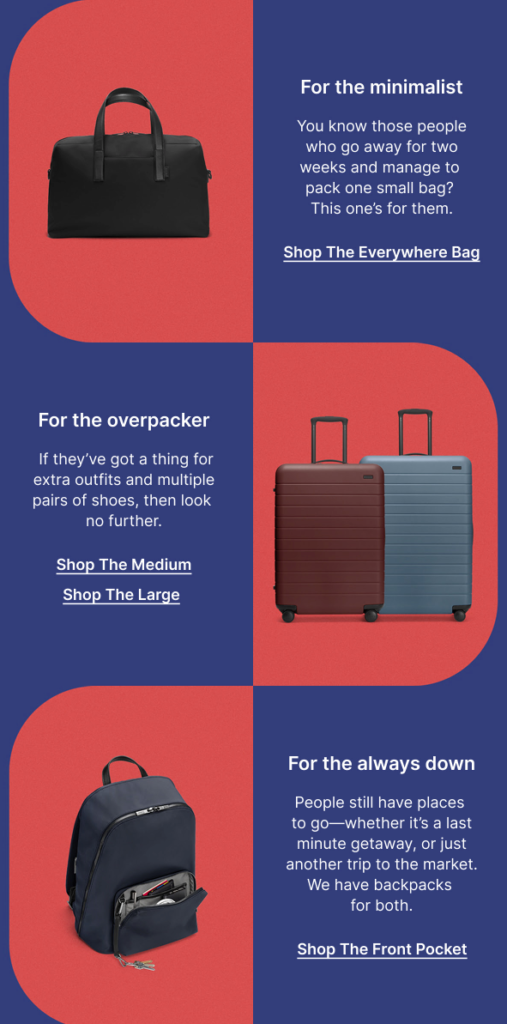 For the minimalist
You know those people
who go away for two
weeks and manage to
pack one small bag?
This one’s for them.
Shop The Everywhere Bag
For the overpacker
If they’ve got a thing for
extra outfits and multiple
pairs of shoes, then look
no further.
Shop The Medium
Shop The Large
For the always down
People still have places
to go—whether it’s a last
minute getaway, or just
another trip to the market.
We have backpacks
for both.
Shop The Front Pocket